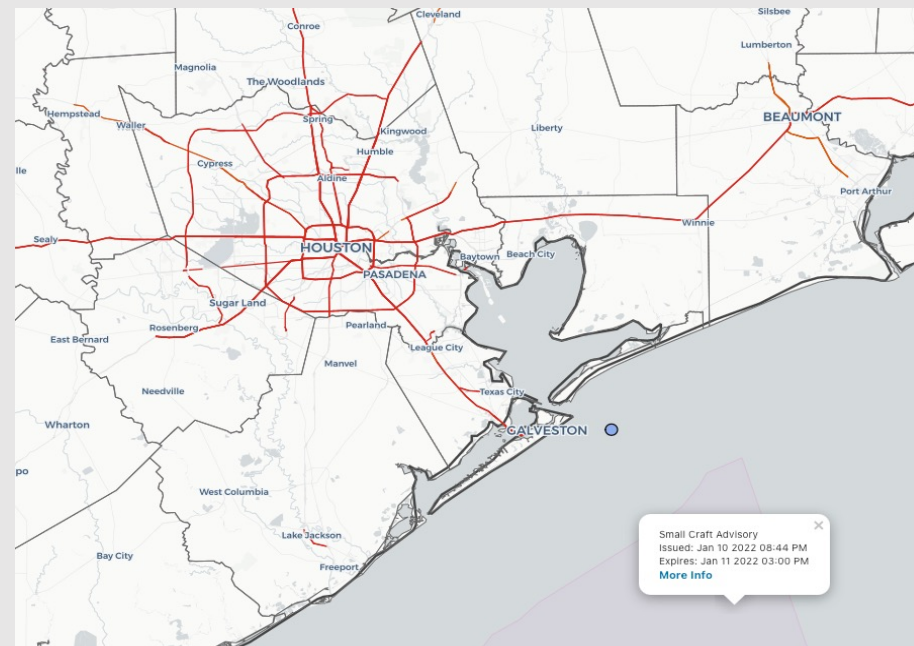 Cleveland
Silsbee
Conroe
Lumberton
Magnolia
The Woodlands
Hempstead
Waller
Spring
Kingwood
BEAUMONT
Liberty
Humble
Cypress
lle
Aldine
Port Arthur
Winnie
Sealy
HOUSTON
Baytown
Beach City
PASADENA
Sugar Land
Rosenberg
Pearland
East Bernard
League City
Manvel
Needville
Texas City
Wharton
GALVESTON
po
West Columbia
Lake Jackson
Bay City
Freeport
Small Craft Advisory
×
Issued: Jan 10 2022 08:44 PM
Expires: Jan 11 2022 03:00 PM
More Info